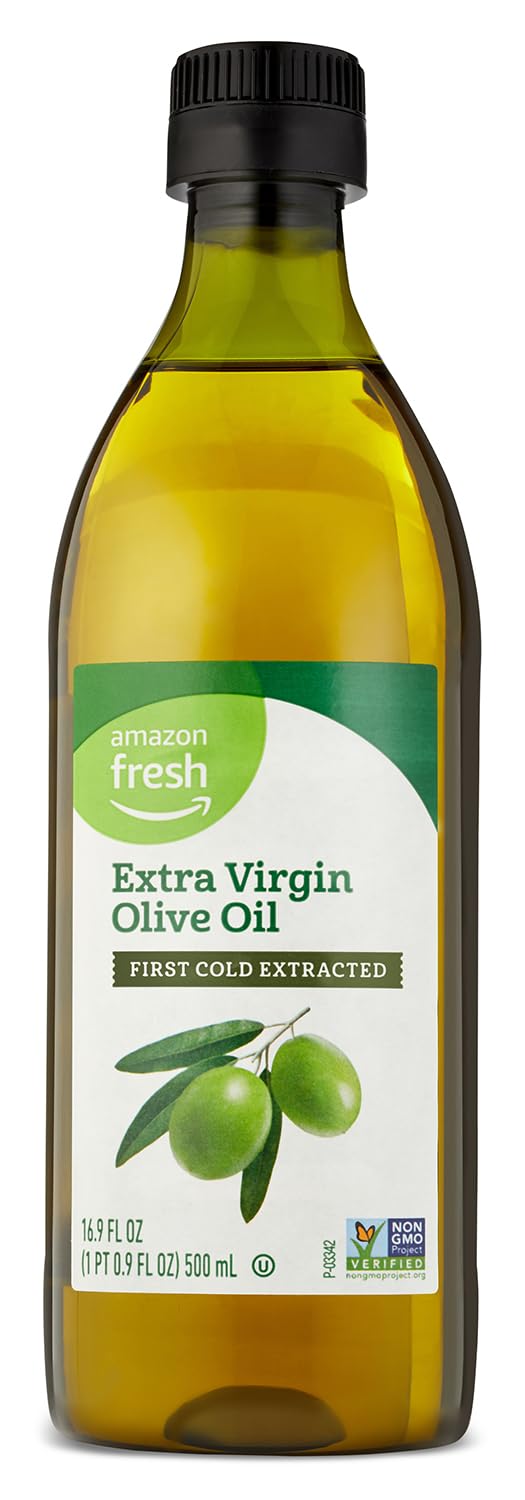 amazon
fresh
Extra Virgin
Olive Oil
FIRST COLD EXTRACTED
16.9 FL OZ
(1 PT 0.9 FL OZ) 500 mL U
P-03342
NON
GMO
Project
VERIFIED
nongmoproject.org